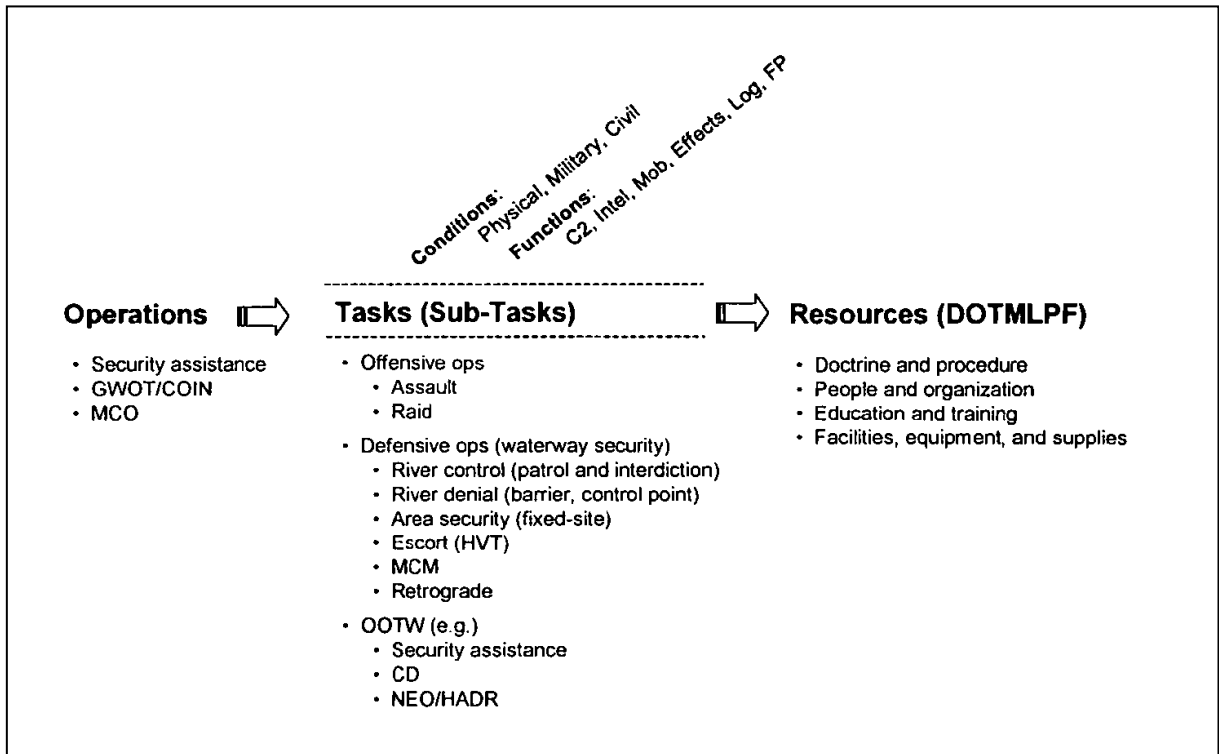 Conditions:
Physical, Military, Civil
Functions:
C2, Intel, Mob, Effects, Log, FP
Operations
• Security assistance
• GWOT/COIN
• MCO
Tasks (Sub-Tasks)
• Offensive ops
• Assault
• Raid
• Defensive ops (waterway security)
• River control (patrol and interdiction)
• River denial (barrier, control point)
• Area security (fixed-site)
• Escort (HVT)
• MCM
• Retrograde
• OOTW (e.g.)
• Security assistance
• CD
• NEO/HADR
Resources (DOTMLPF)
• Doctrine and procedure
• People and organization
• Education and training
• Facilities, equipment, and supplies